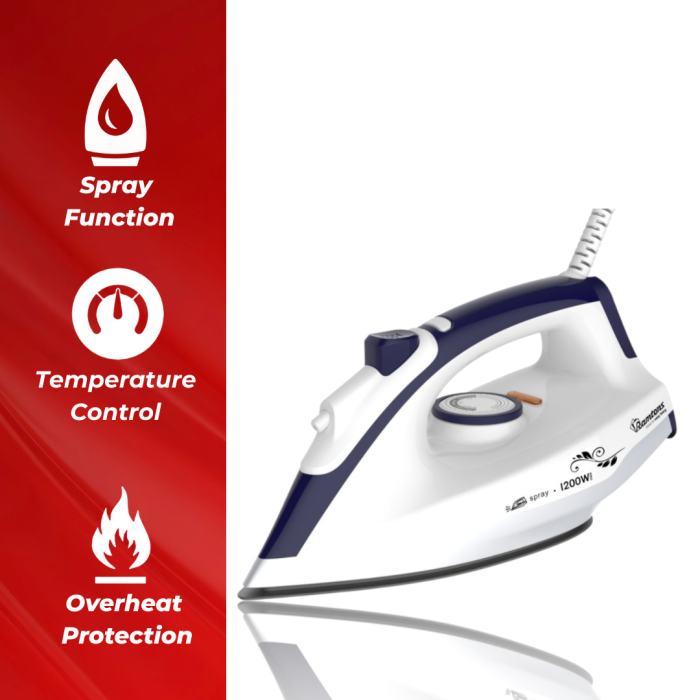 Spray
Function
Temperature
Control
Overheat
Protection
Ramtons
spray • 1200W